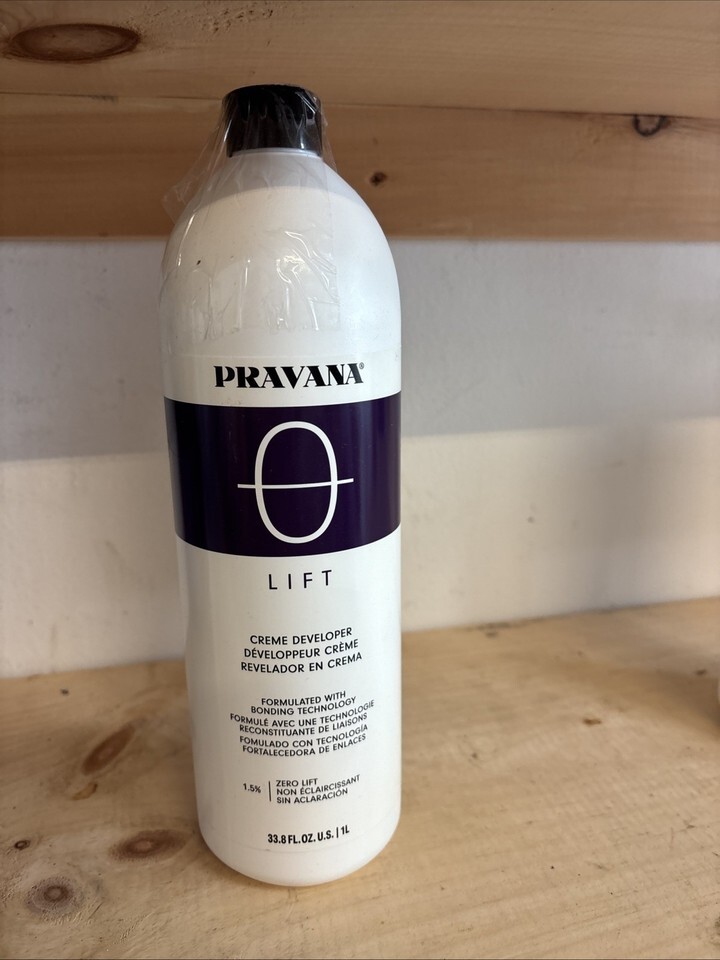 PRAVANA®
0
LIFT
CREME DEVELOPER
DÉVELOPPEUR CRÈME
REVELADOR EN CREMA
FORMULATED WITH
BONDING TECHNOLOGY
FORMULÉ AVEC UNE TECHNOLOGIE
RECONSTITUANTE DE LIAISONS
FOMULADO CON TECNOLOGÍA
FORTALECEDORA DE ENLACES
1.5% | ZERO LIFT
NON ÉCLAIRCISSANT
SIN ACLARACIÓN
33.8 FL.OZ.U.S. | 1L